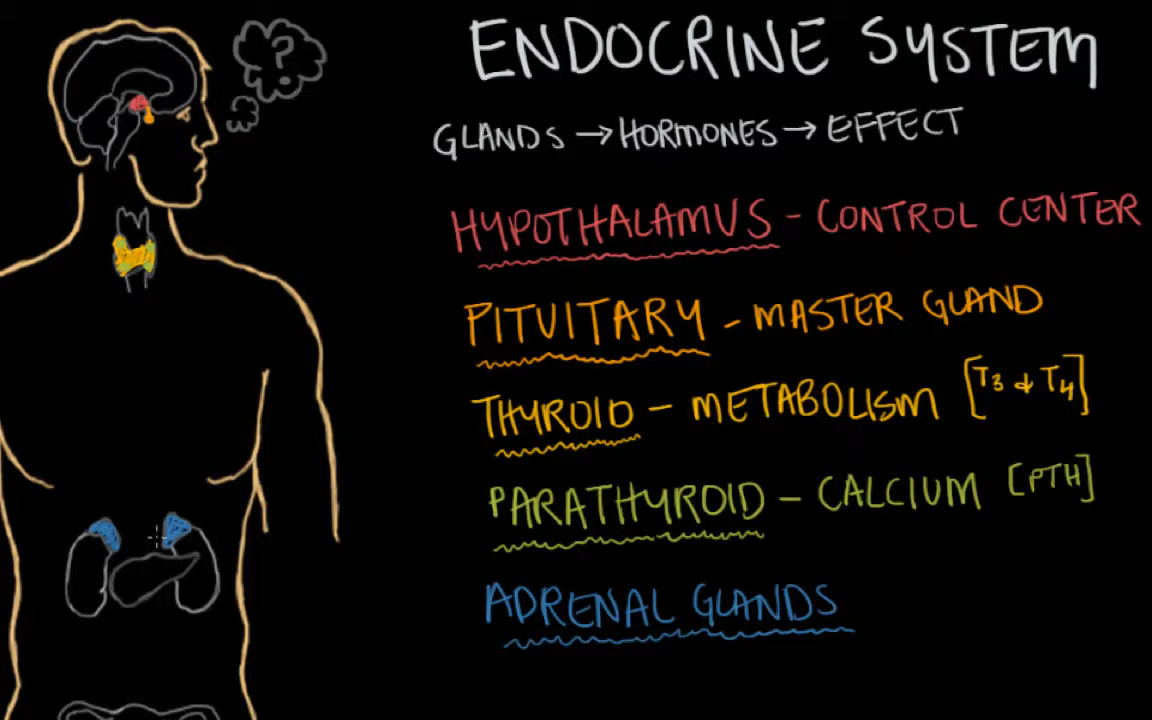 ?
ENDOCRINE SYSTEM
GLANDS → HORMONES → EFFECT
HYPOTHALAMUS - CONTROL CENTER
PITUITARY - MASTER GLAND
THYROID - METABOLISM [T3 & T4]
PARATHYROID - CALCIUM [PTH]
ADRENAL GLANDS